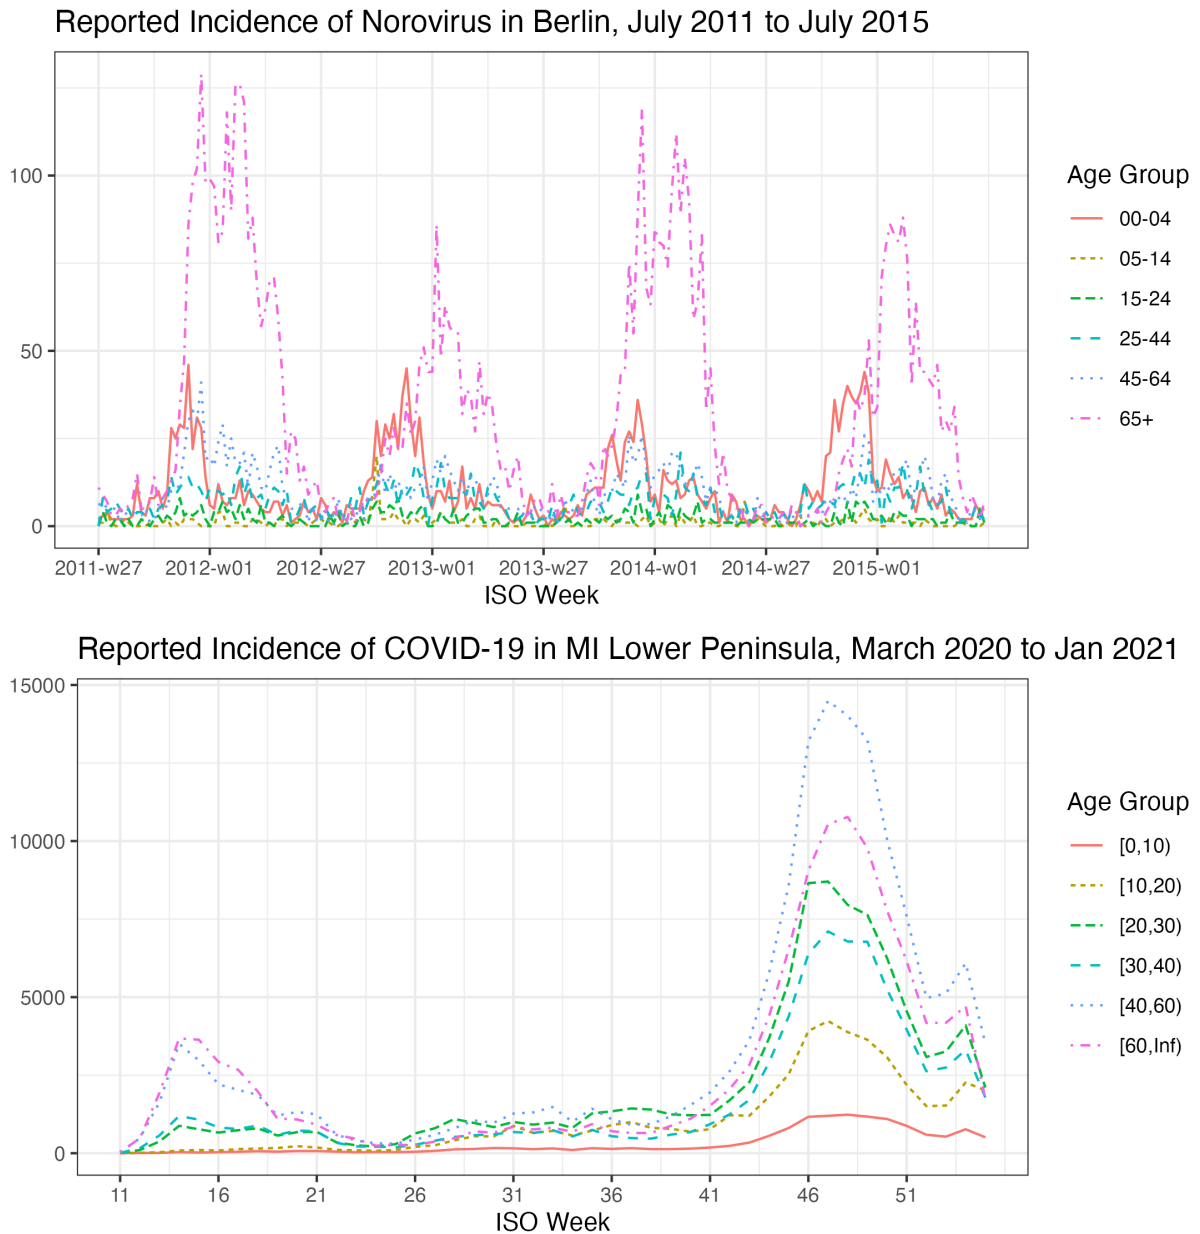 Reported Incidence of Norovirus in Berlin, July 2011 to July 2015
100
50
0
2011-w27 2012-w01 2012-w27 2013-w01 2013-w27 2014-w01 2014-w27 2015-w01
ISO Week
Age Group
00-04
05-14
15-24
25-44
45-64
65+
Reported Incidence of COVID-19 in MI Lower Peninsula, March 2020 to Jan 2021
15000
10000
5000
0
11 16 21 26 31 36 41 46 51
ISO Week
Age Group
[0,10)
[10,20)
[20,30)
[30,40)
[40,60)
[60,Inf)